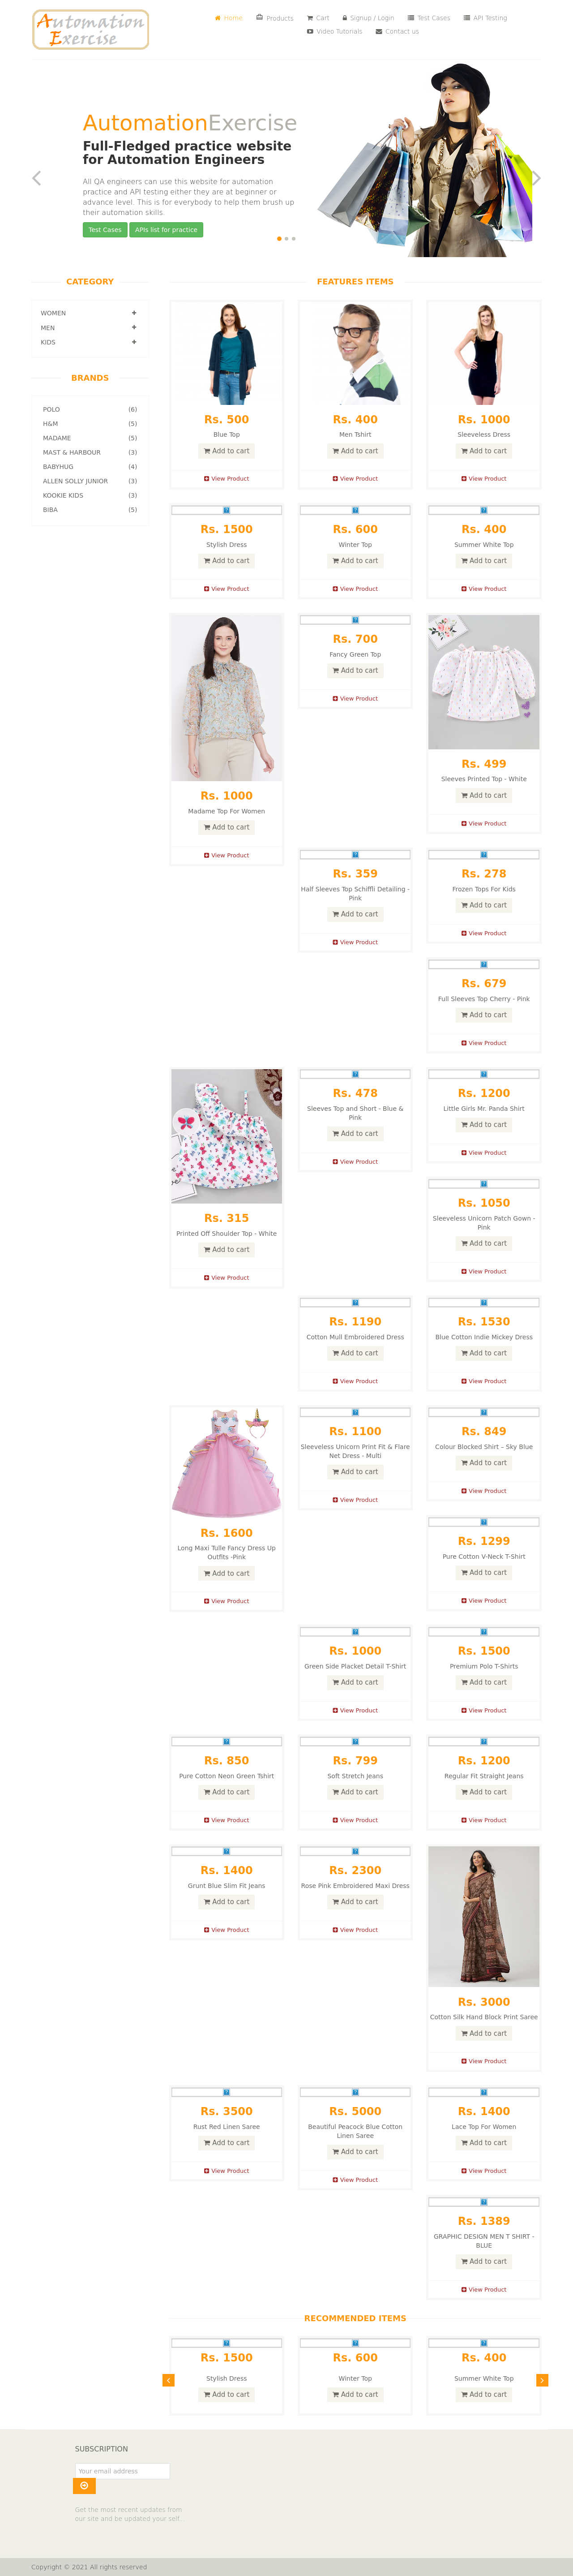 Automation
Exercise
Home
Products
Cart
Signup / Login
Test Cases
API Testing
Video Tutorials
Contact us
AutomationExercise
Full-Fledged practice website
for Automation Engineers
All QA engineers can use this website for automation
practice and API testing either they are at beginner or
advance level. This is for everybody to help them brush up
their automation skills.
Test Cases
APIs list for practice
CATEGORY
WOMEN
MEN
KIDS
BRANDS
POLO (6)
H&M (5)
MADAME (5)
MAST & HARBOUR (3)
BABYHUG (4)
ALLEN SOLLY JUNIOR (3)
KOOKIE KIDS (3)
BIBA (5)
FEATURES ITEMS
Rs. 500
Blue Top
Add to cart
View Product
Rs. 400
Men Tshirt
Add to cart
View Product
Rs. 1000
Sleeveless Dress
Add to cart
View Product
Rs. 1500
Stylish Dress
Add to cart
View Product
Rs. 600
Winter Top
Add to cart
View Product
Rs. 400
Summer White Top
Add to cart
View Product
Rs. 1000
Madame Top For Women
Add to cart
View Product
Rs. 700
Fancy Green Top
Add to cart
View Product
Rs. 499
Sleeves Printed Top - White
Add to cart
View Product
Rs. 359
Half Sleeves Top Schiffli Detailing -
Pink
Add to cart
View Product
Rs. 278
Frozen Tops For Kids
Add to cart
View Product
Rs. 679
Full Sleeves Top Cherry - Pink
Add to cart
View Product
Rs. 315
Printed Off Shoulder Top - White
Add to cart
View Product
Rs. 478
Sleeves Top and Short - Blue &
Pink
Add to cart
View Product
Rs. 1200
Little Girls Mr. Panda Shirt
Add to cart
View Product
Rs. 1050
Sleeveless Unicorn Patch Gown -
Pink
Add to cart
View Product
Rs. 1190
Cotton Mull Embroidered Dress
Add to cart
View Product
Rs. 1530
Blue Cotton Indie Mickey Dress
Add to cart
View Product
Rs. 1600
Long Maxi Tulle Fancy Dress Up
Outfits -Pink
Add to cart
View Product
Rs. 1100
Sleeveless Unicorn Print Fit & Flare
Net Dress - Multi
Add to cart
View Product
Rs. 849
Colour Blocked Shirt – Sky Blue
Add to cart
View Product
Rs. 1299
Pure Cotton V-Neck T-Shirt
Add to cart
View Product
Rs. 1000
Green Side Placket Detail T-Shirt
Add to cart
View Product
Rs. 1500
Premium Polo T-Shirts
Add to cart
View Product
Rs. 850
Pure Cotton Neon Green Tshirt
Add to cart
View Product
Rs. 799
Soft Stretch Jeans
Add to cart
View Product
Rs. 1200
Regular Fit Straight Jeans
Add to cart
View Product
Rs. 1400
Grunt Blue Slim Fit Jeans
Add to cart
View Product
Rs. 2300
Rose Pink Embroidered Maxi Dress
Add to cart
View Product
Rs. 3000
Cotton Silk Hand Block Print Saree
Add to cart
View Product
Rs. 3500
Rust Red Linen Saree
Add to cart
View Product
Rs. 5000
Beautiful Peacock Blue Cotton
Linen Saree
Add to cart
View Product
Rs. 1400
Lace Top For Women
Add to cart
View Product
Rs. 1389
GRAPHIC DESIGN MEN T SHIRT -
BLUE
Add to cart
View Product
RECOMMENDED ITEMS
Rs. 1500
Stylish Dress
Add to cart
Rs. 600
Winter Top
Add to cart
Rs. 400
Summer White Top
Add to cart
SUBSCRIPTION
Your email address
Get the most recent updates from
our site and be updated your self...
Copyright © 2021 All rights reserved